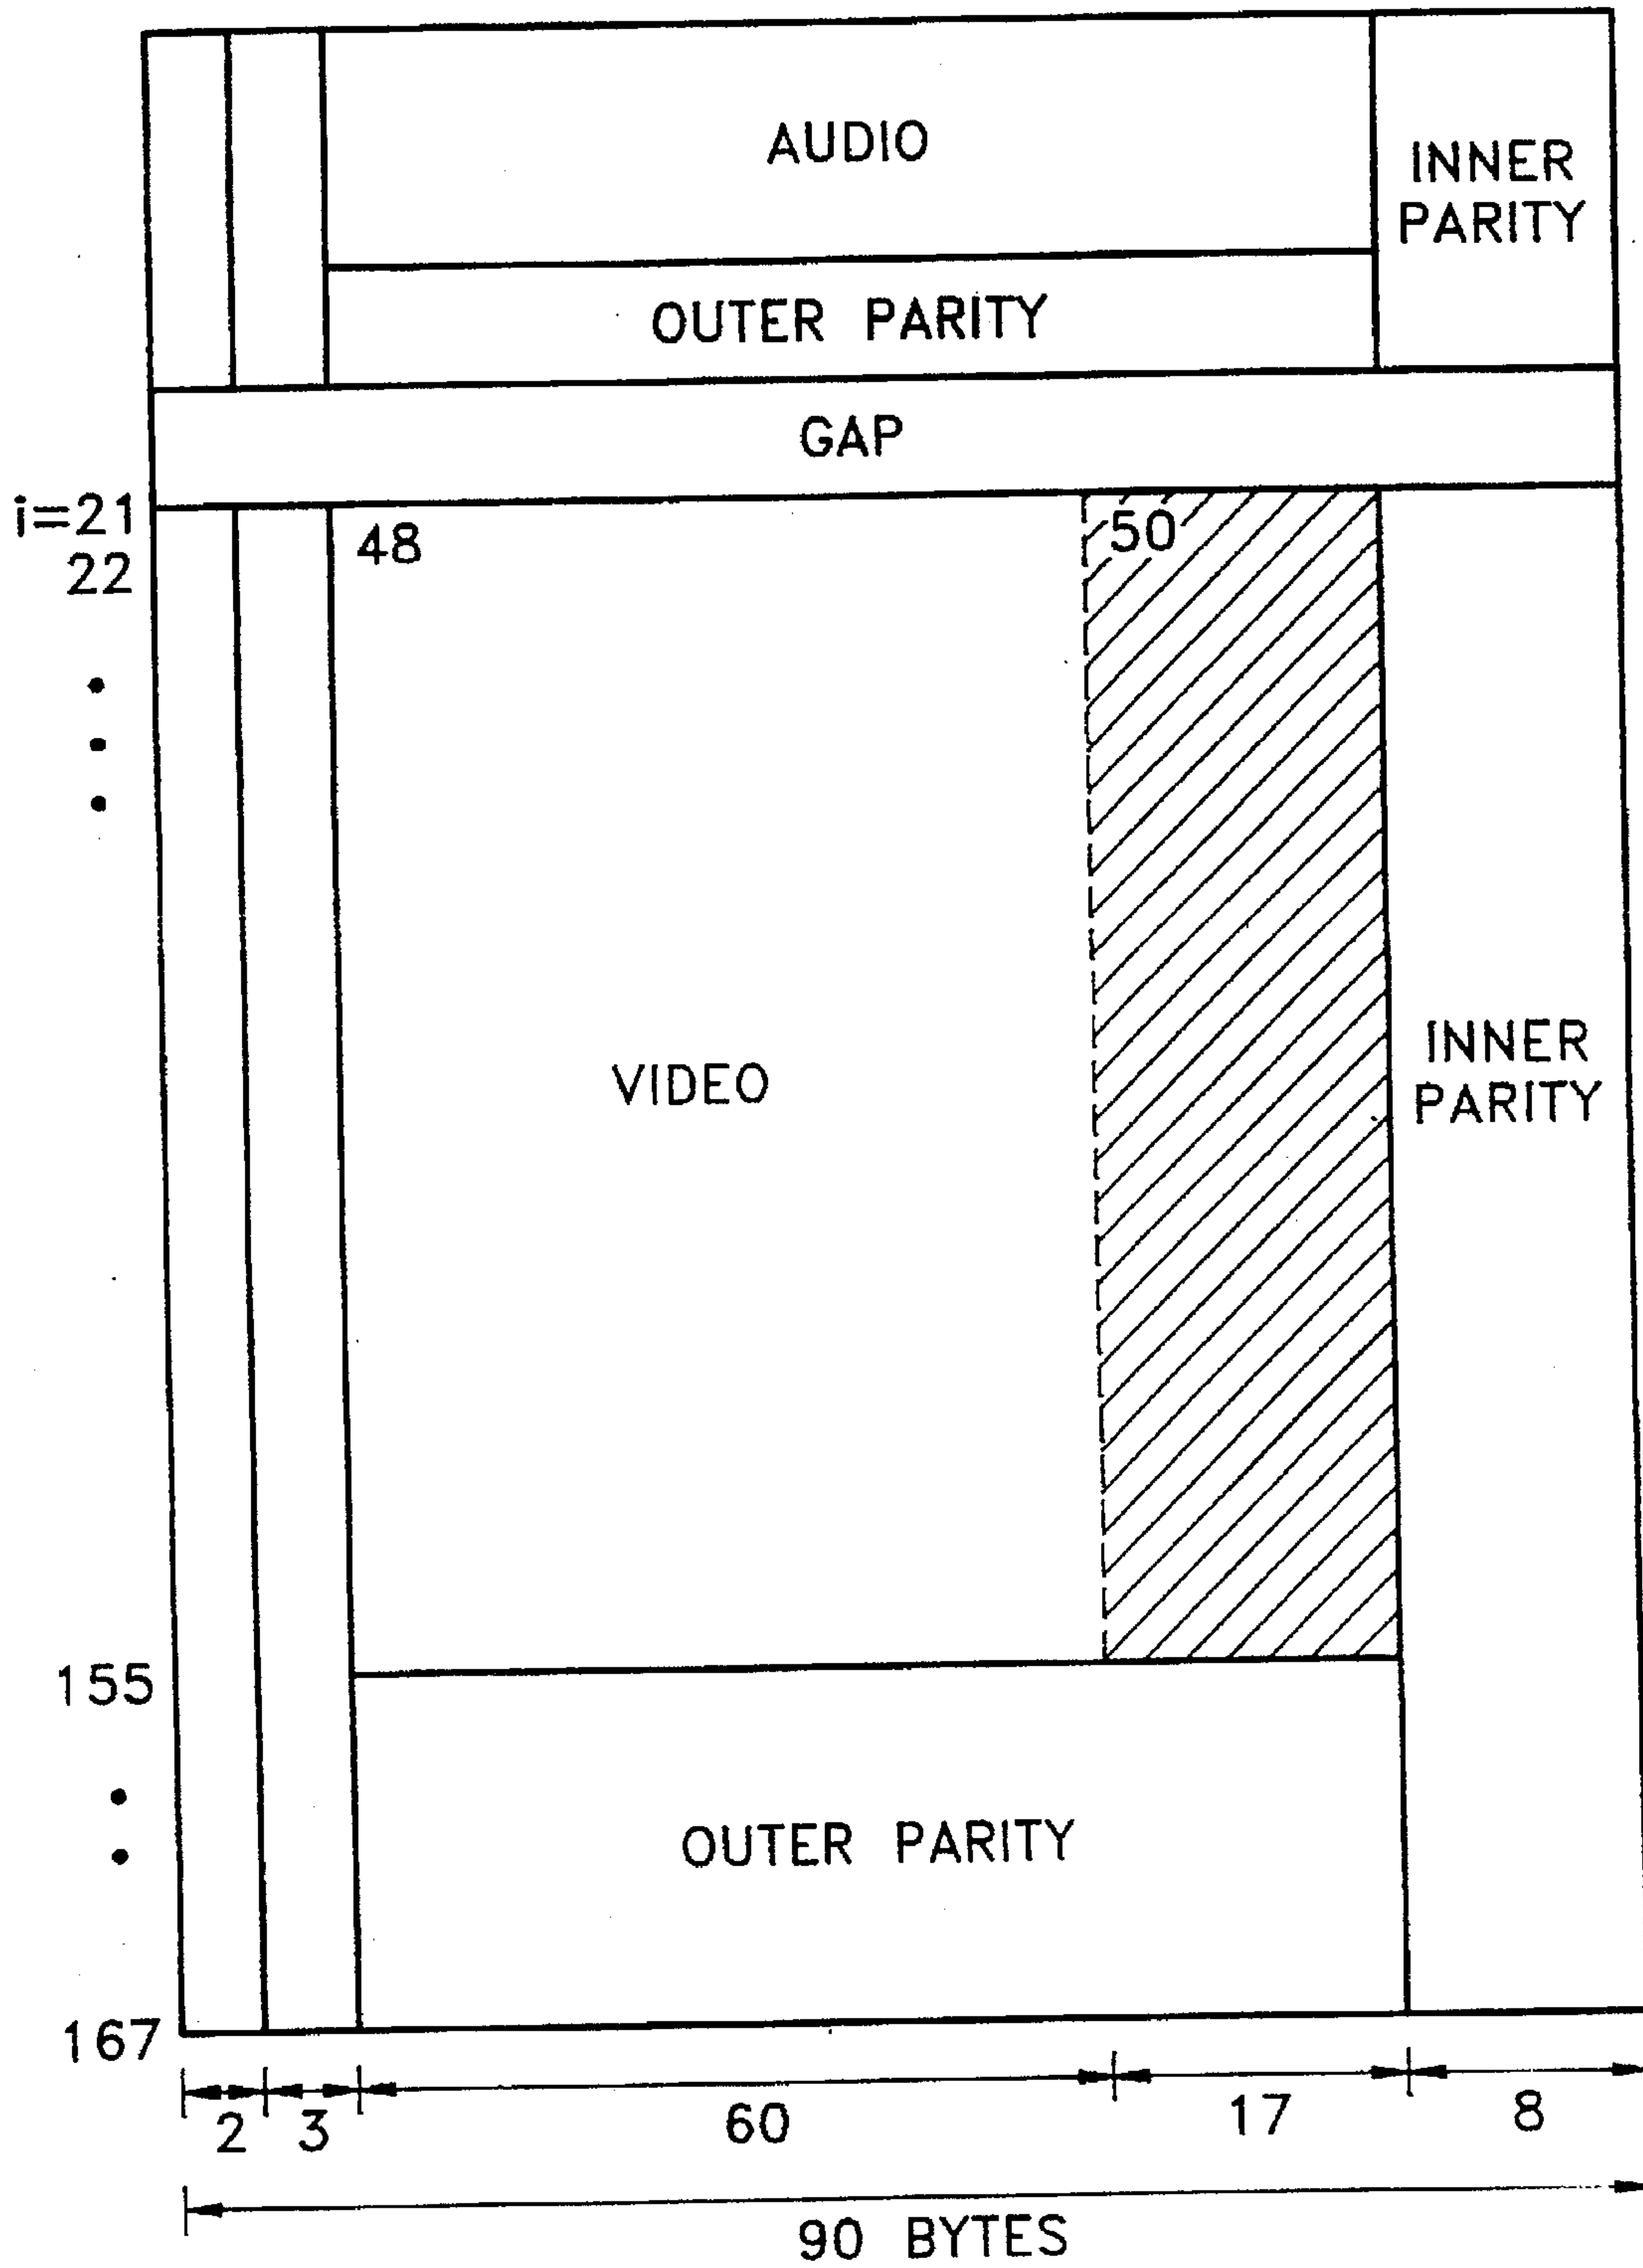 AUDIO
INNER
PARITY
OUTER PARITY
GAP
i=21
48
50
22
VIDEO
INNER
PARITY
155
OUTER PARITY
167
2
3
60
17
8
90 BYTES